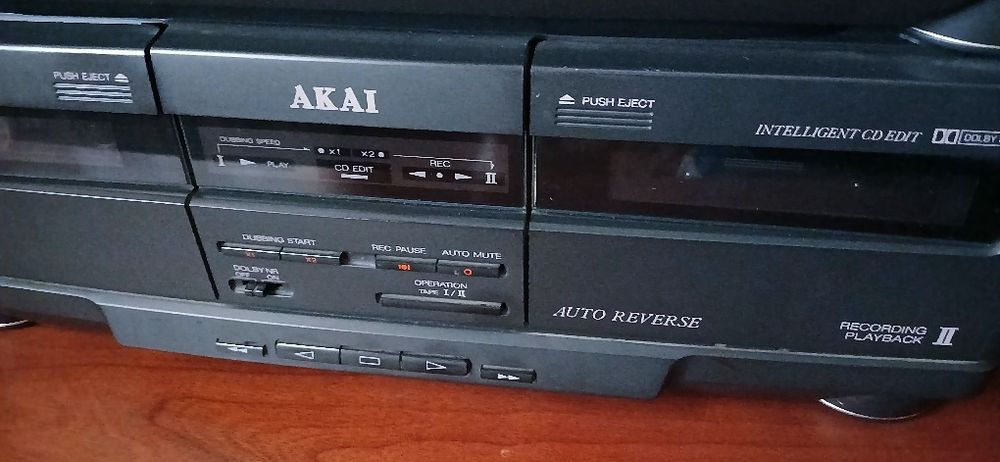 PUSH EJECT
AKAI
PUSH EJECT
INTELLIGENT CD EDIT DOLBY
DUBBING SPEED
x1 x2
REC
I PLAY
CD EDIT
II
DUBBING START
x1 x2
REC PAUSE
AUTO MUTE
DOLBY NR
OFF ON
OPERATION
TAPE I/II
AUTO REVERSE
RECORDING
PLAYBACK II